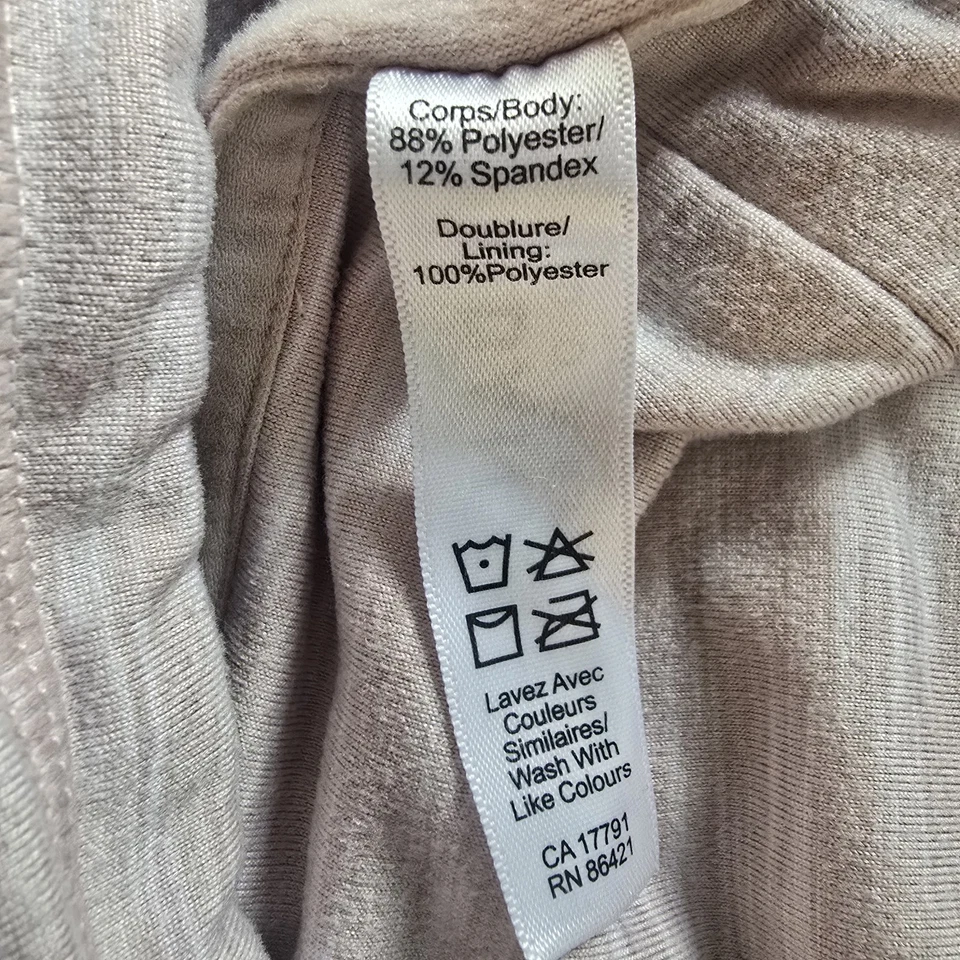 Corps/Body:
88% Polyester/
12% Spandex
Doublure/
Lining:
100%Polyester
Lavez Avec
Couleurs
Similaires/
Wash With
Like Colours
CA 17791
RN 86421